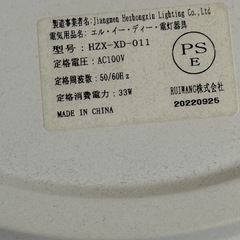 製造事業者名:Jiangmen Hezhongxin Lighting Co., Ltd
電気用品名:エル・イー・ディー・電灯器具
型号:HZX-XD-011
定格電圧:AC100V
定格周波数:50/60Hz
定格消費電力:33W
MADE IN CHINA
PS
E
RUIWANG株式会社
20220925